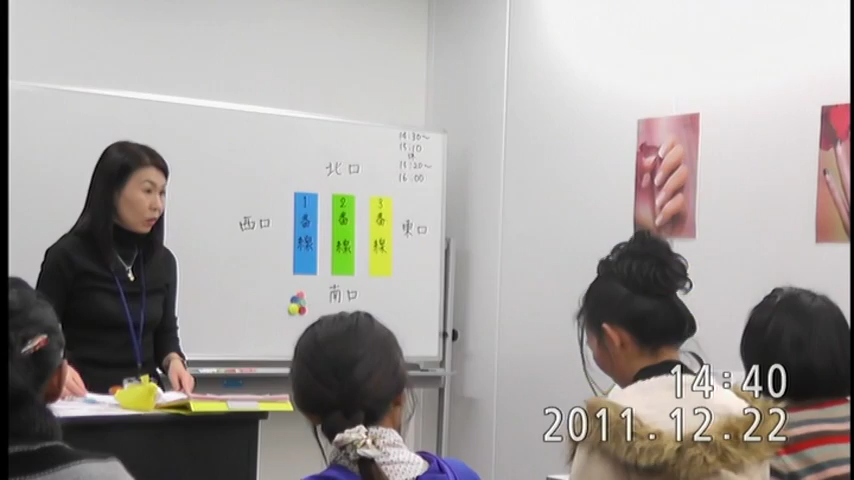 14:30～
15:10
休
15:20～
16:00
北口
西口
1番線
2番線
3番線
東口
南口
14:40
2011.12.22